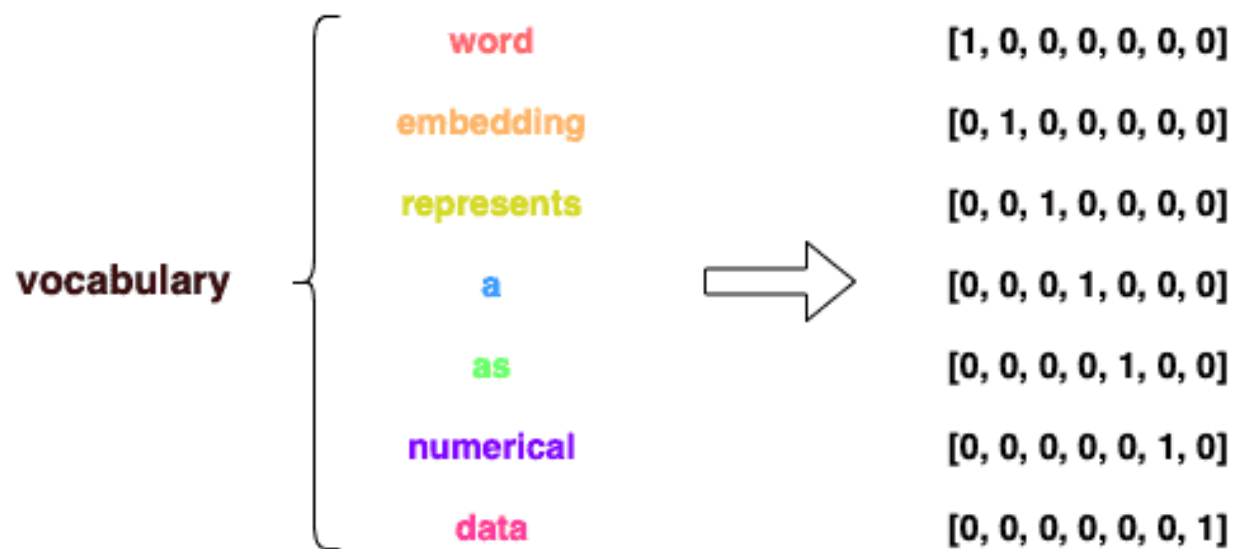 word [1, 0, 0, 0, 0, 0, 0]
embedding [0, 1, 0, 0, 0, 0, 0]
represents [0, 0, 1, 0, 0, 0, 0]
vocabulary a [0, 0, 0, 1, 0, 0, 0]
as [0, 0, 0, 0, 1, 0, 0]
numerical [0, 0, 0, 0, 0, 1, 0]
data [0, 0, 0, 0, 0, 0, 1]